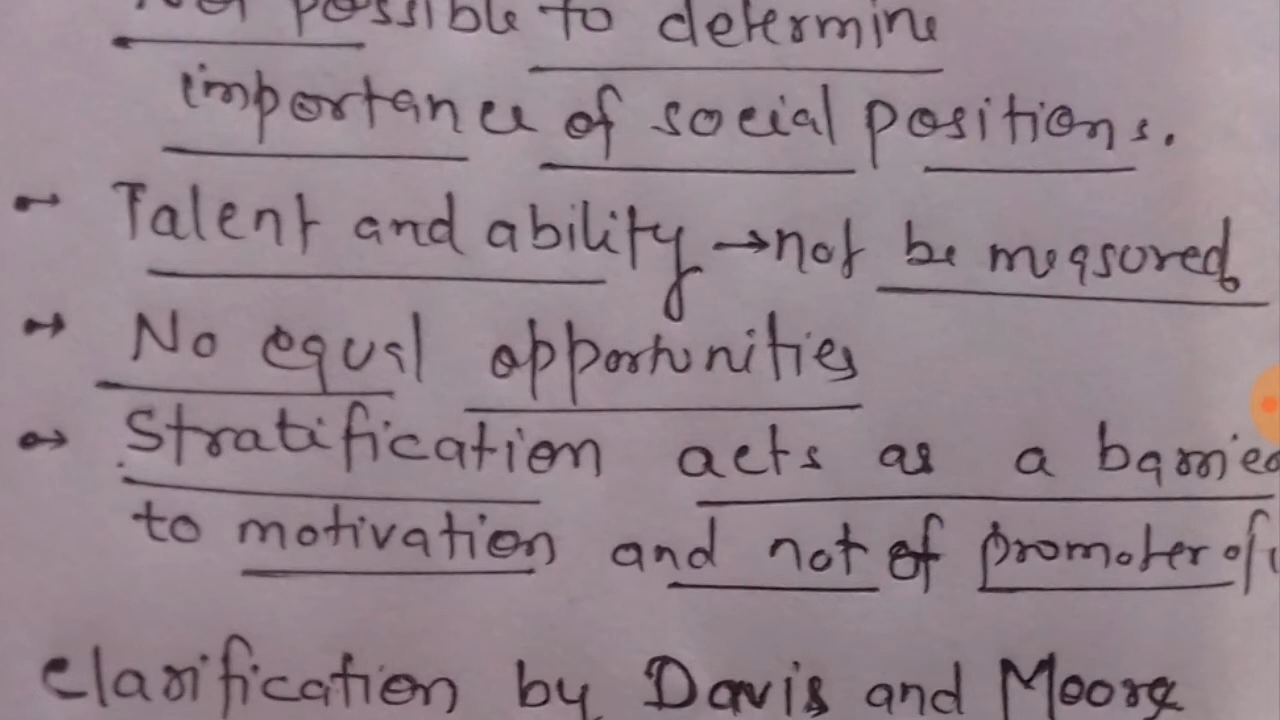 Not possible to determine
importance of social positions.
Talent and ability → not be measured
No equal opportunities
Stratification acts as a barrier
to motivation and not of promoter of
Clarification by Davis and Moore